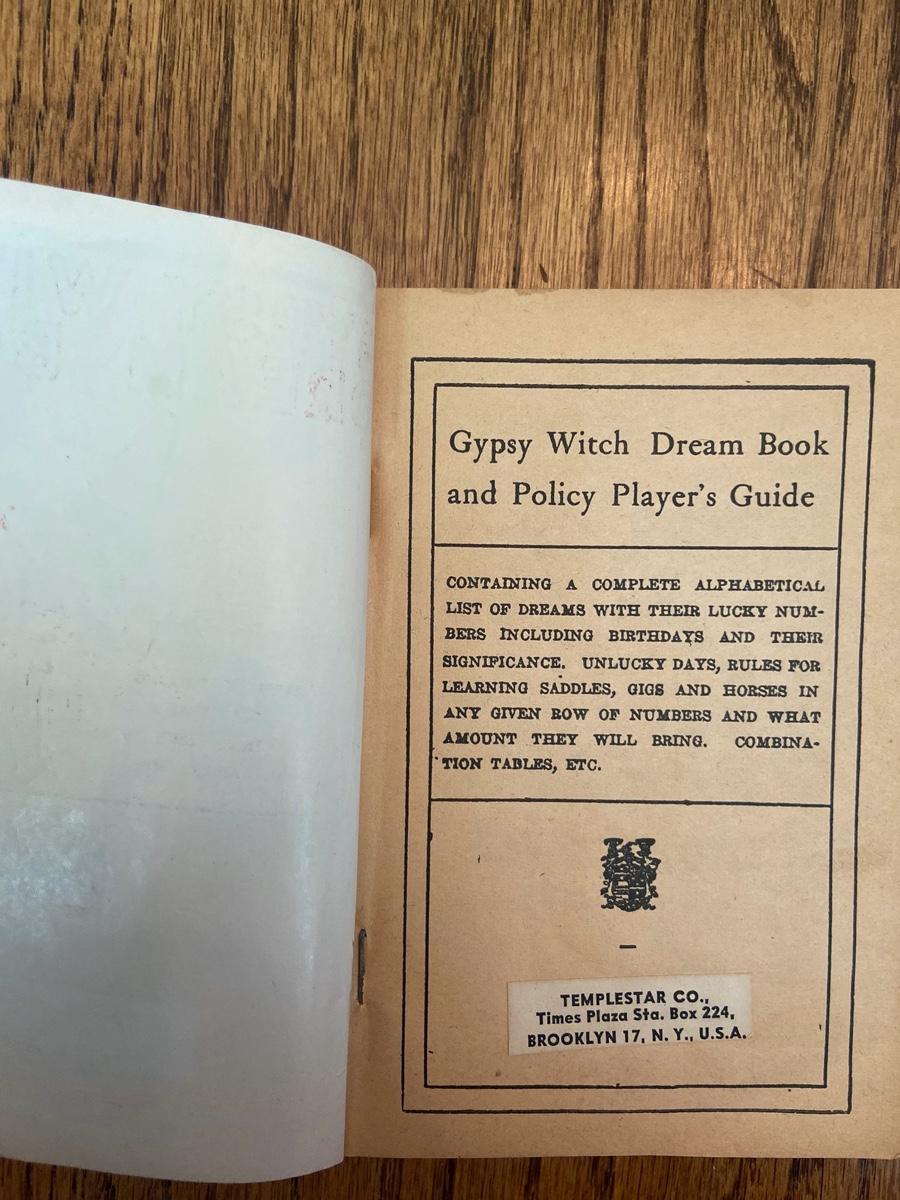 Gypsy Witch Dream Book
and Policy Player's Guide
CONTAINING A COMPLETE ALPHABETICAL
LIST OF DREAMS WITH THEIR LUCKY NUM-
BERS INCLUDING BIRTHDAYS AND THEIR
SIGNIFICANCE. UNLUCKY DAYS, RULES FOR
LEARNING SADDLES, GIGS AND HORSES IN
ANY GIVEN ROW OF NUMBERS AND WHAT
AMOUNT THEY WILL BRING. COMBINA-
TION TABLES, ETC.
TEMPLESTAR CO.,
Times Plaza Sta. Box 224,
BROOKLYN 17, N. Y., U.S.A.